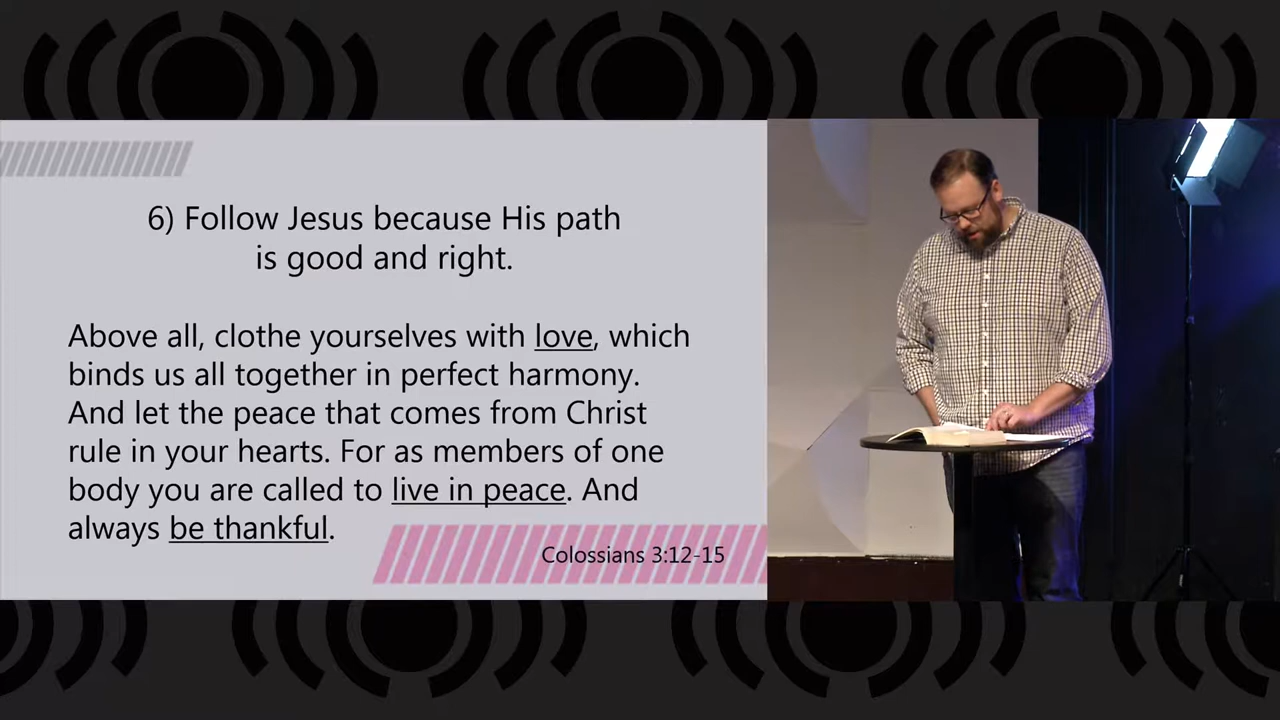 6) Follow Jesus because His path
is good and right.
Above all, clothe yourselves with love, which
binds us all together in perfect harmony.
And let the peace that comes from Christ
rule in your hearts. For as members of one
body you are called to live in peace. And
always be thankful.
Colossians 3:12-15